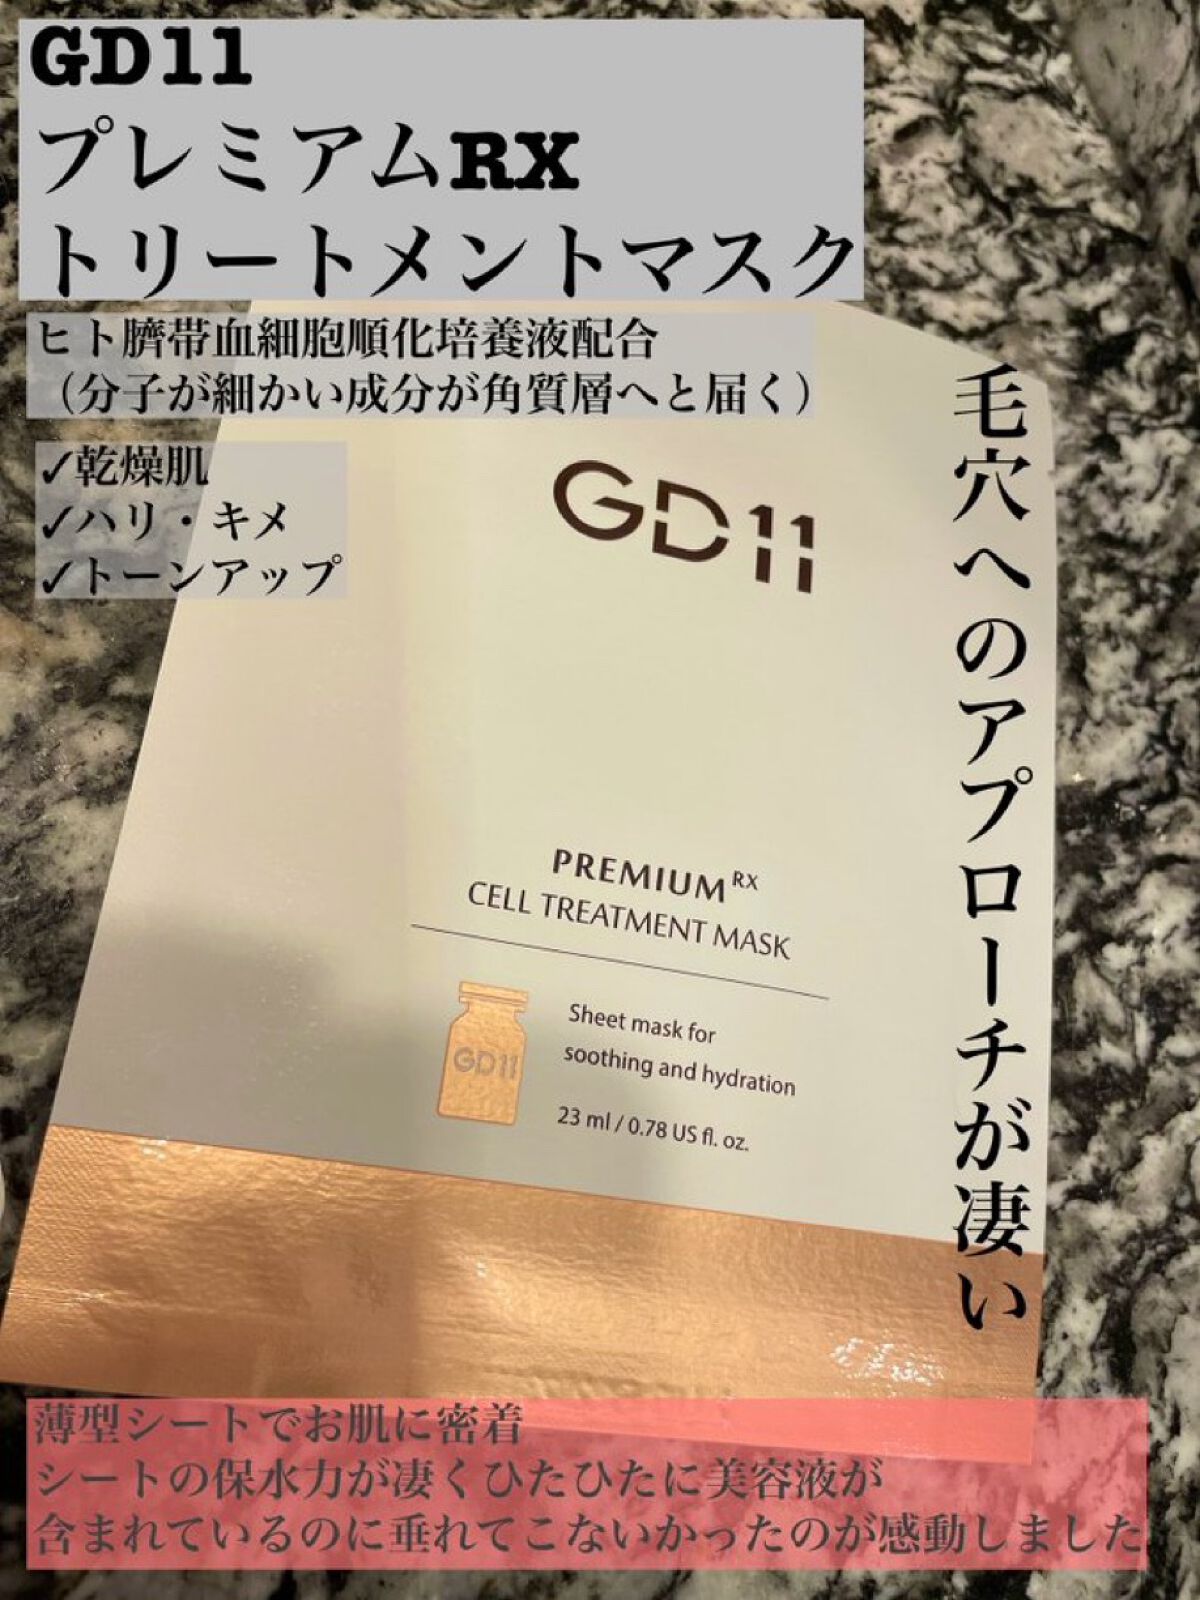 GD11
プレミアムRX
トリートメントマスク
ヒト臍帯血細胞順化培養液配合
（分子が細かい成分が角質層へと届く）
✓乾燥肌
✓ハリ・キメ
✓トーンアップ
毛穴へのアプローチが凄い
GD11
PREMIUM RX
CELL TREATMENT MASK
GD11
Sheet mask for
soothing and hydration
23 ml / 0.78 US fl. oz.
薄型シートでお肌に密着
シートの保水力が凄くひたひたに美容液が
含まれているのに垂れてこないかったのが感動しました